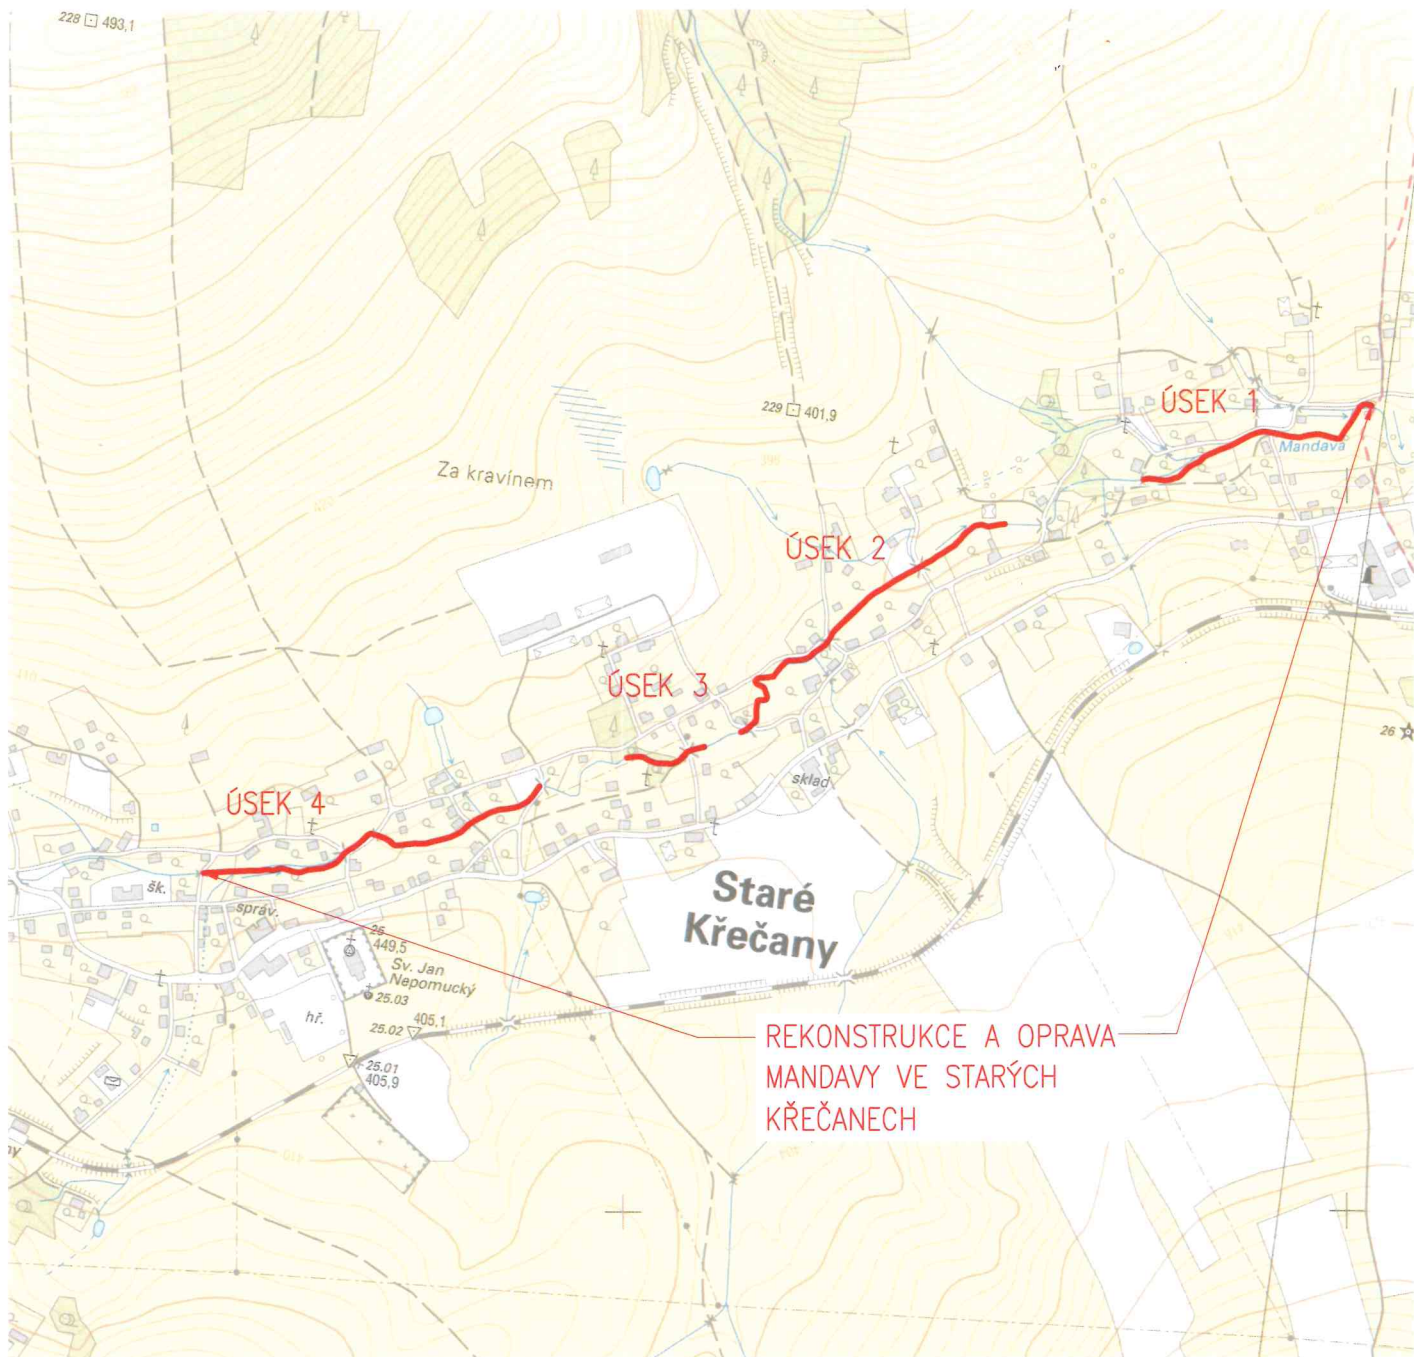 228 493,1
ÚSEK 1
229 401,9
Mandava
Za kravínem
ÚSEK 2
ÚSEK 3
26
sklad
ÚSEK 4
šk.
Staré
Křečany
správ.
25
449,5
Sv. Jan
Nepomucký
25.03
hř.
405,1
25.02
25.01
405,9
REKONSTRUKCE A OPRAVA
MANDAVY VE STARÝCH
KŘEČANECH